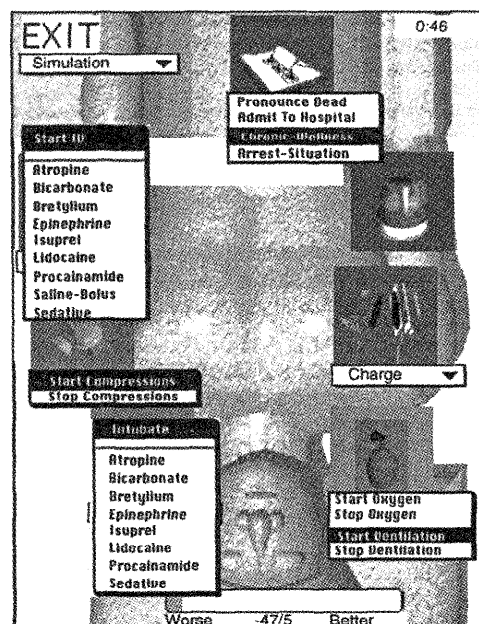 EXIT
0:46
Simulation
Pronounce Dead
Admit To Hospital
Chronic-Wellness
Arrest-Situation
Start IV
Atropine
Bicarbonate
Bretylium
Epinephrine
Isuprel
Lidocaine
Procainamide
Saline-Bolus
Sedative
Charge
Start Compressions
Stop Compressions
Intubate
Atropine
Bicarbonate
Bretylium
Epinephrine
Isuprel
Lidocaine
Procainamide
Sedative
Start Oxygen
Stop Oxygen
Start Ventilation
Stop Ventilation
Worse -47/5 Better